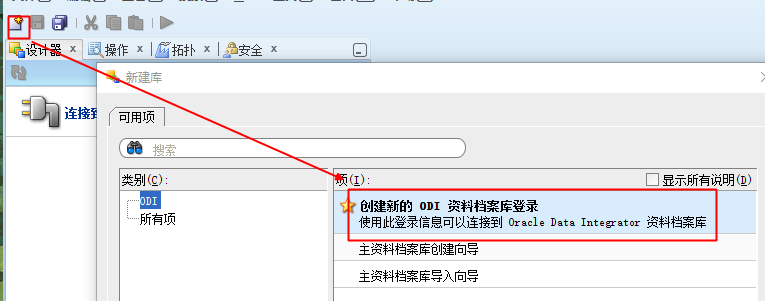 设计器 × 操作 × 拓扑 × 安全 ×
连接到
新建库
可用项
搜索
类别(C):
ODI
所有项
项(I):
显示所有说明(D)
创建新的 ODI 资料档案库登录
使用此登录信息可以连接到 Oracle Data Integrator 资料档案库
主资料档案库创建向导
主资料档案库导入向导